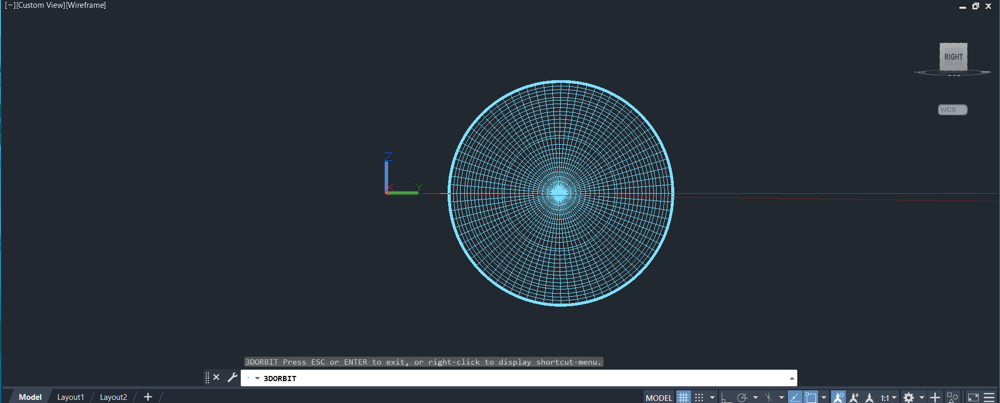 [−][Custom View][Wireframe]
RIGHT
WCS
Z
X
Y
3DORBIT Press ESC or ENTER to exit, or right-click to display shortcut-menu.
3DORBIT
Model
Layout1
Layout2
MODEL
1:1